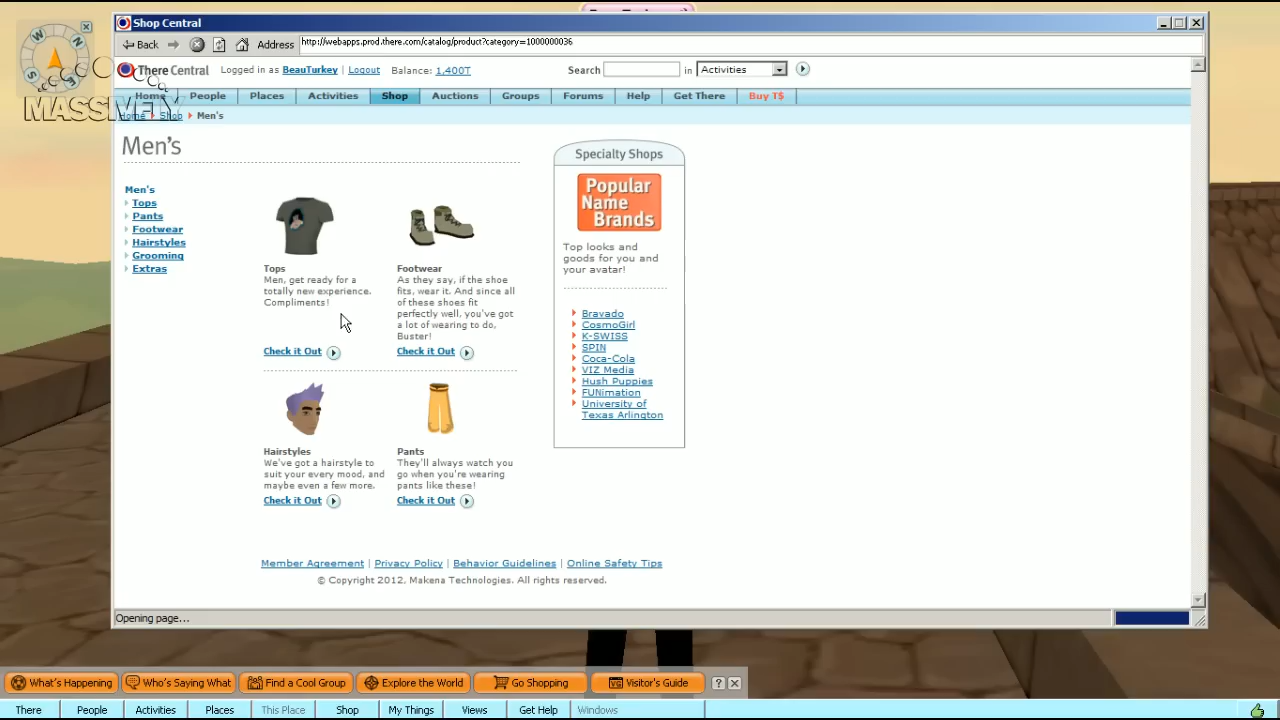 Shop Central
Back
Address http://webapps.prod.there.com/catalog/product?category=1000000036
There Central Logged in as BeauTurkey | Logout Balance: 1,400T Search in Activities
MASSIVELY
Home People Places Activities Shop Auctions Groups Forums Help Get There Buy T$
Home Shop Men's
Men's
Men's
Tops
Pants
Footwear
Hairstyles
Grooming
Extras
Tops
Men, get ready for a
totally new experience.
Compliments!
Check it Out
Footwear
As they say, if the shoe
fits, wear it. And since all
of these shoes fit
perfectly well, you've got
a lot of wearing to do,
Buster!
Check it Out
Hairstyles
We've got a hairstyle to
suit your every mood, and
maybe even a few more.
Check it Out
Pants
They'll always watch you
go when you're wearing
pants like these!
Check it Out
Specialty Shops
Popular
Name
Brands
Top looks and
goods for you and
your avatar!
Bravado
CosmoGirl
K-SWISS
SPIN
Coca-Cola
VIZ Media
Hush Puppies
FUNimation
University of
Texas Arlington
Member Agreement | Privacy Policy | Behavior Guidelines | Online Safety Tips
© Copyright 2012, Makena Technologies. All rights reserved.
Opening page...
What's Happening Who's Saying What Find a Cool Group Explore the World Go Shopping VG Visitor's Guide ?
There People Activities Places This Place Shop My Things Views Get Help Windows
N
W
S